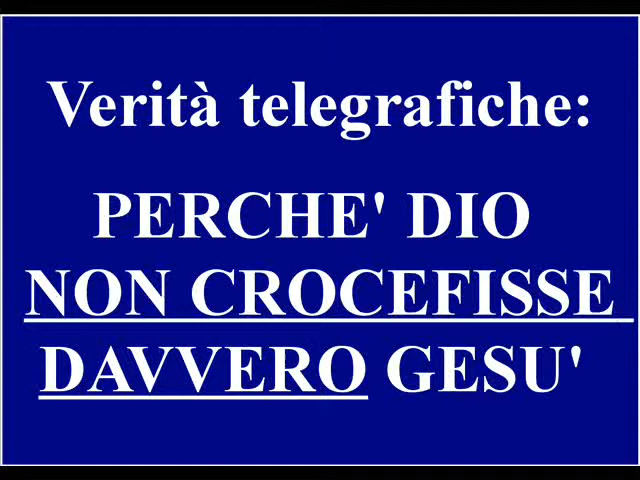 Verità telegrafiche:
PERCHE' DIO
NON CROCEFISSE
DAVVERO GESU'